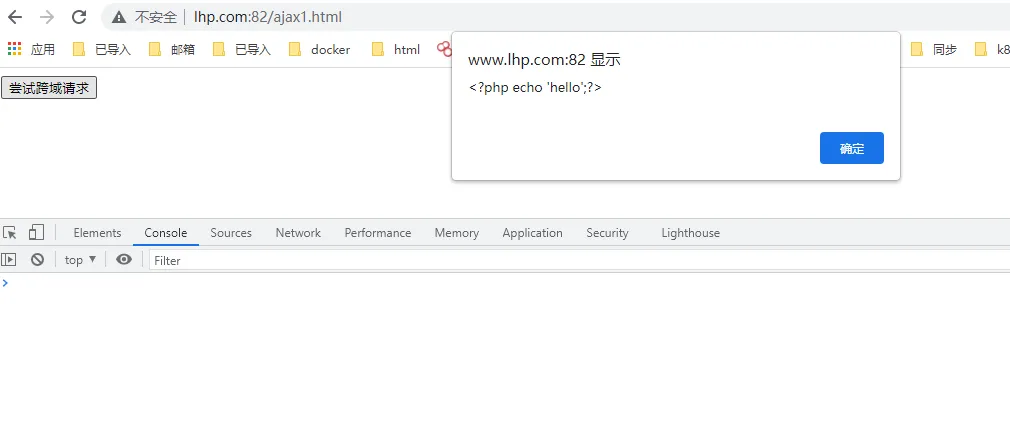 不安全 lhp.com:82/ajax1.html
应用 已导入 邮箱 已导入 docker html 同步 k8
尝试跨域请求
www.lhp.com:82 显示
<?php echo 'hello';?>
确定
Elements Console Sources Network Performance Memory Application Security Lighthouse
top Filter